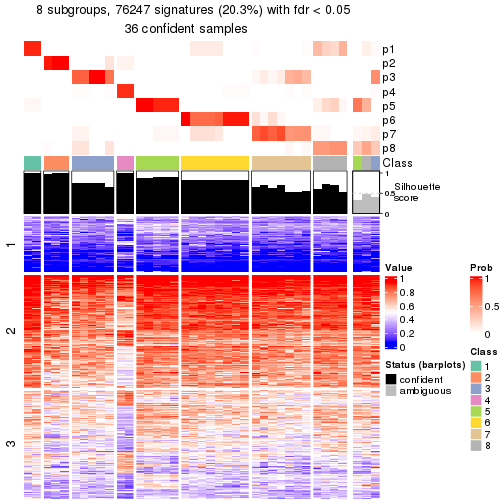 8 subgroups, 76247 signatures (20.3%) with fdr < 0.05
36 confident samples
p1
p2
p3
p4
p5
p6
p7
p8
Class
1
0.5
0
Silhouette
score
1
2
3
Value
1
0.8
0.6
0.4
0.2
0
Prob
1
0.5
0
Status (barplots)
confident
ambiguous
Class
1
2
3
4
5
6
7
8